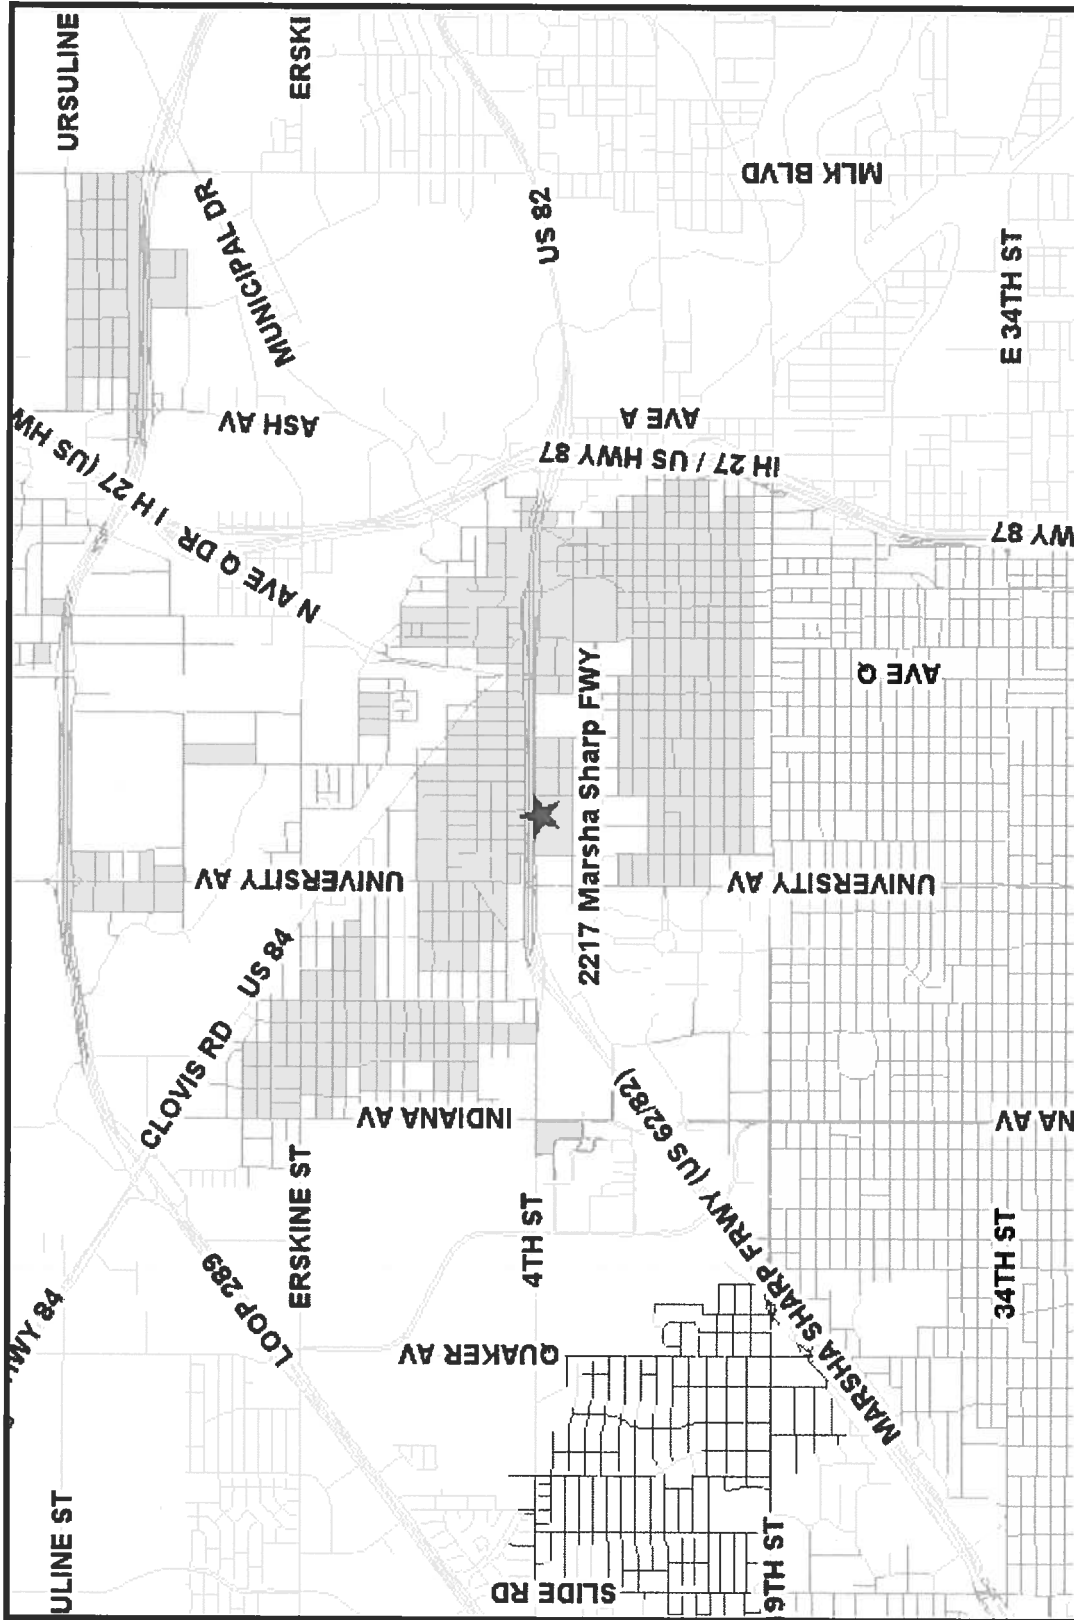 URSULINE
ERSKI
MUNICIPAL DR
US 82
MLK BLVD
E 34TH ST
ASH AV
AVE A
I H 27 (US HW
IH 27 / US HWY 87
WY 87
N AVE Q DR
AVE Q
2217 Marsha Sharp FWY
UNIVERSITY AV
UNIVERSITY AV
US 84
CLOVIS RD
INDIANA AV
NA AV
ERSKINE ST
4TH ST
34TH ST
MARSHA SHARP FRWY (US 62/82)
LOOP 289
WY 84
QUAKER AV
ULINE ST
SLIDE RD
9TH ST